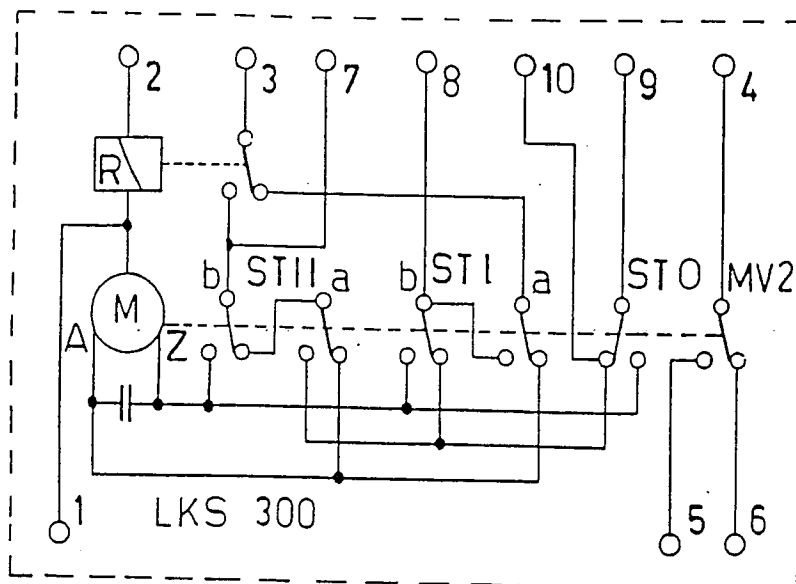 2 3 7 8 10 9 4
R
b STII a b STI a STO MV2
M
A Z
1 LKS 300 5 6